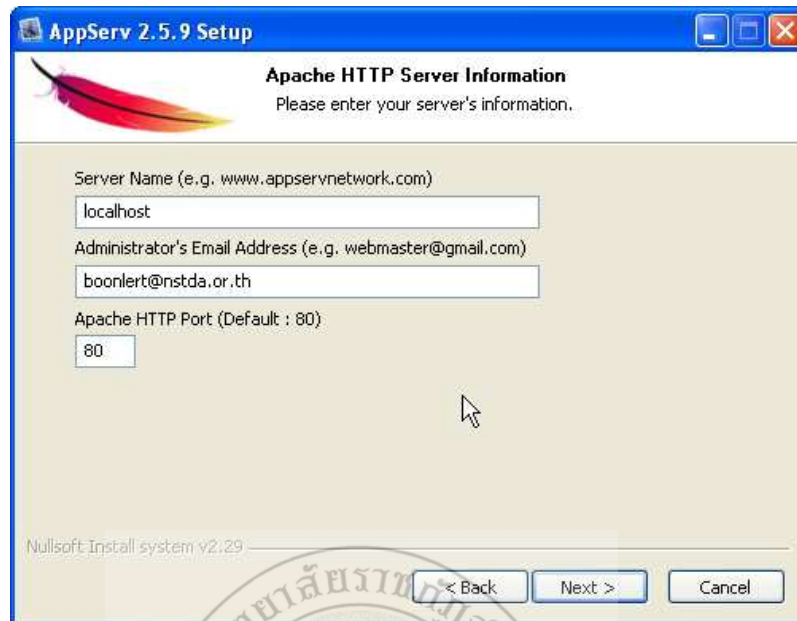 AppServ 2.5.9 Setup
Apache HTTP Server Information
Please enter your server's information.
Server Name (e.g. www.appservnetwork.com)
localhost
Administrator's Email Address (e.g. webmaster@gmail.com)
boonlert@nstda.or.th
Apache HTTP Port (Default : 80)
80
Nullsoft Install system v2.29
< Back Next > Cancel